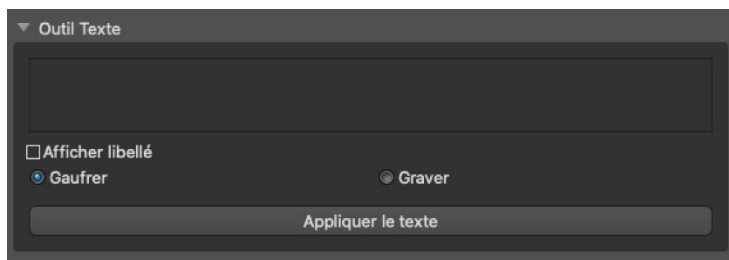 Outil Texte
Afficher libellé
Gaufrer Graver
Appliquer le texte